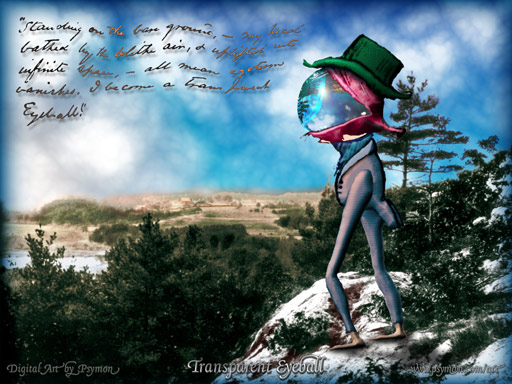 "Standing on the bare ground, — my head
bathed by the blithe air, & uplifted into
infinite space, — all mean egotism
vanishes. I become a transparent
Eyeball."
Digital Art by Psymon
Transparent Eyeball